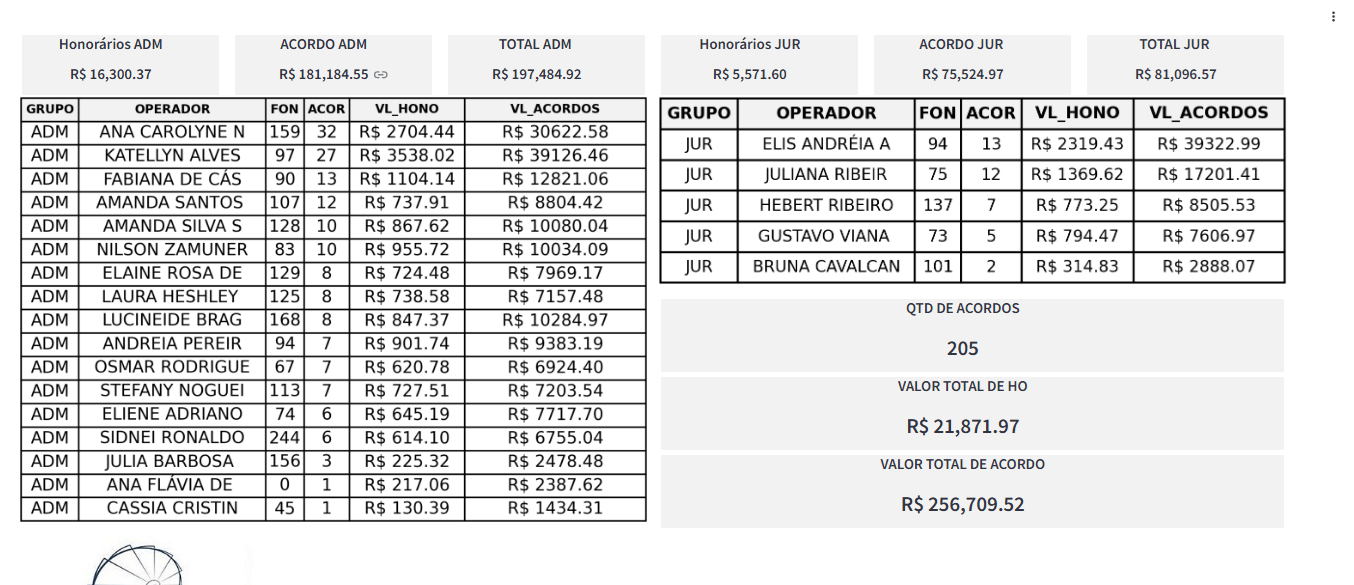 Honorários ADM
R$ 16,300.37
ACORDO ADM
R$ 181,184.55
TOTAL ADM
R$ 197,484.92
Honorários JUR
R$ 5,571.60
ACORDO JUR
R$ 75,524.97
TOTAL JUR
R$ 81,096.57
GRUPO OPERADOR FON ACOR VL_HONO VL_ACORDOS
ADM ANA CAROLYNE N 159 32 R$ 2704.44 R$ 30622.58
ADM KATELLYN ALVES 97 27 R$ 3538.02 R$ 39126.46
ADM FABIANA DE CÁS 90 13 R$ 1104.14 R$ 12821.06
ADM AMANDA SANTOS 107 12 R$ 737.91 R$ 8804.42
ADM AMANDA SILVA S 128 10 R$ 867.62 R$ 10080.04
ADM NILSON ZAMUNER 83 10 R$ 955.72 R$ 10034.09
ADM ELAINE ROSA DE 129 8 R$ 724.48 R$ 7969.17
ADM LAURA HESHLEY 125 8 R$ 738.58 R$ 7157.48
ADM LUCINEIDE BRAG 168 8 R$ 847.37 R$ 10284.97
ADM ANDREIA PEREIR 94 7 R$ 901.74 R$ 9383.19
ADM OSMAR RODRIGUE 67 7 R$ 620.78 R$ 6924.40
ADM STEFANY NOGUEI 113 7 R$ 727.51 R$ 7203.54
ADM ELIENE ADRIANO 74 6 R$ 645.19 R$ 7717.70
ADM SIDNEI RONALDO 244 6 R$ 614.10 R$ 6755.04
ADM JULIA BARBOSA 156 3 R$ 225.32 R$ 2478.48
ADM ANA FLÁVIA DE 0 1 R$ 217.06 R$ 2387.62
ADM CASSIA CRISTIN 45 1 R$ 130.39 R$ 1434.31
GRUPO OPERADOR FON ACOR VL_HONO VL_ACORDOS
JUR ELIS ANDRÉIA A 94 13 R$ 2319.43 R$ 39322.99
JUR JULIANA RIBEIR 75 12 R$ 1369.62 R$ 17201.41
JUR HEBERT RIBEIRO 137 7 R$ 773.25 R$ 8505.53
JUR GUSTAVO VIANA 73 5 R$ 794.47 R$ 7606.97
JUR BRUNA CAVALCAN 101 2 R$ 314.83 R$ 2888.07
QTD DE ACORDOS
205
VALOR TOTAL DE HO
R$ 21,871.97
VALOR TOTAL DE ACORDO
R$ 256,709.52